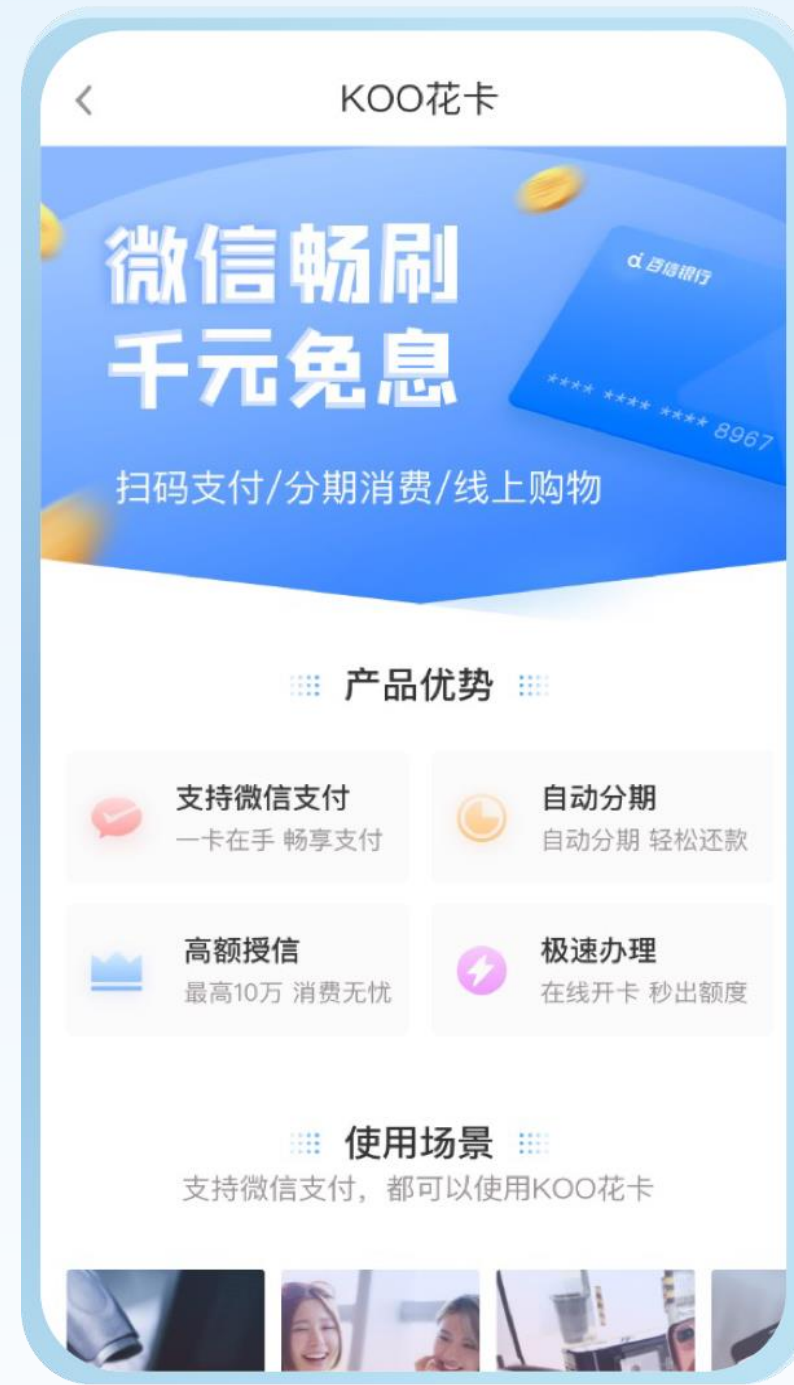 KOO花卡
微信畅刷
千元免息
百信银行
**** **** **** 8967
扫码支付/分期消费/线上购物
产品优势
支持微信支付
一卡在手 畅享支付
自动分期
自动分期 轻松还款
高额授信
最高10万 消费无忧
极速办理
在线开卡 秒出额度
使用场景
支持微信支付，都可以使用KOO花卡